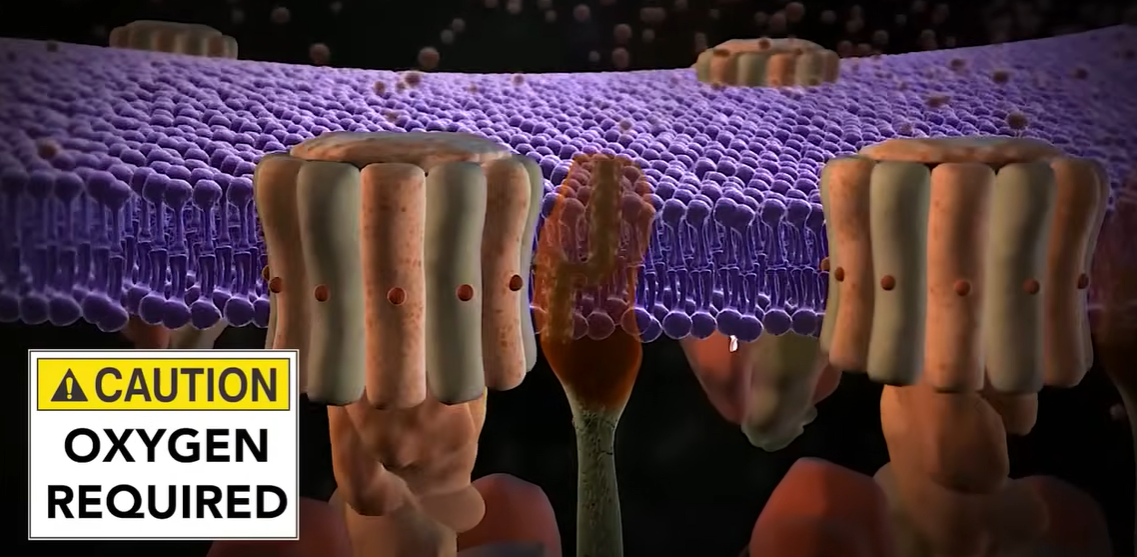 CAUTION
OXYGEN
REQUIRED